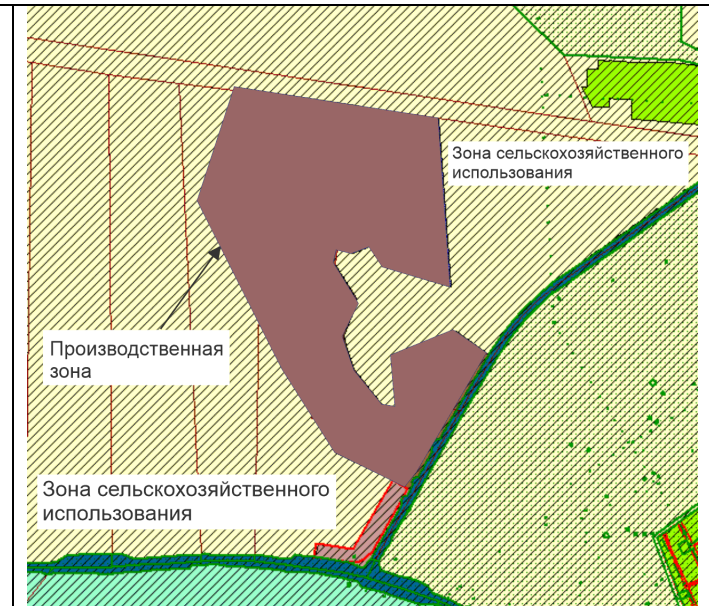 Зона сельскохозяйственного
использования
Производственная
зона
Зона сельскохозяйственного
использования